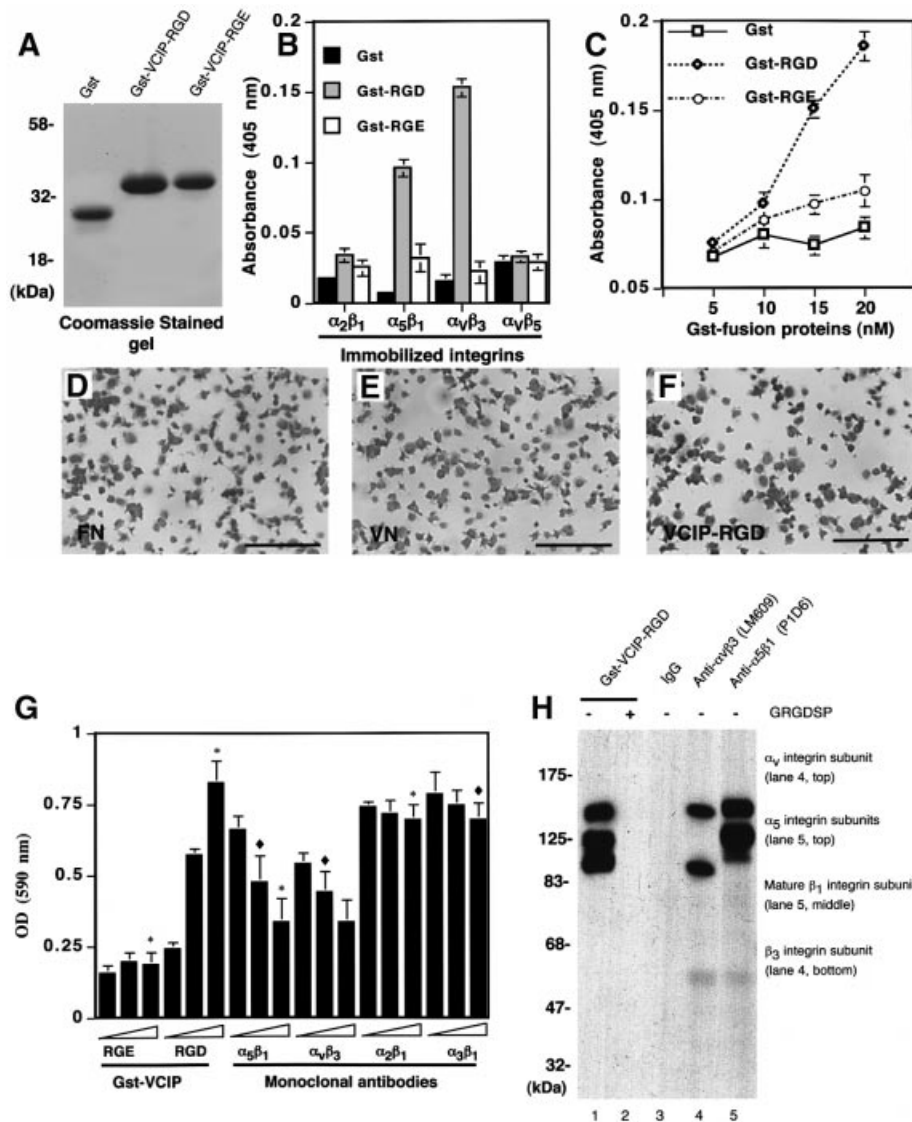 A
Gst
Gst-VCIP-RGD
Gst-VCIP-RGE
58-
32-
18-
(kDa)
Coomassie Stained
gel
B
Gst
Gst-RGD
Gst-RGE
Absorbance (405 nm)
0.2
0.15
0.1
0.05
0
α2β1
α5β1
αvβ3
αvβ5
Immobilized integrins
C
Gst
Gst-RGD
Gst-RGE
Absorbance (405 nm)
0.2
0.15
0.1
0.05
5 10 15 20
Gst-fusion proteins (nM)
D
FN
E
VN
F
VCIP-RGD
G
OD (590 nm)
1
0.75
0.5
0.25
0
* * ♦ * ♦ * ♦
RGE
RGD
α5β1
αvβ3
α2β1
α3β1
Gst-VCIP
Monoclonal antibodies
H
Gst-VCIP-RGD
IgG
Anti-αvβ3 (LM609)
Anti-α5β1 (P1D6)
- + - - - GRGDSP
175-
125-
83-
68-
47-
32-
(kDa)
αv integrin subunit
(lane 4, top)
α5 integrin subunits
(lane 5, top)
Mature β1 integrin subuni
(lane 5, middle)
β3 integrin subunit
(lane 4, bottom)
1 2 3 4 5